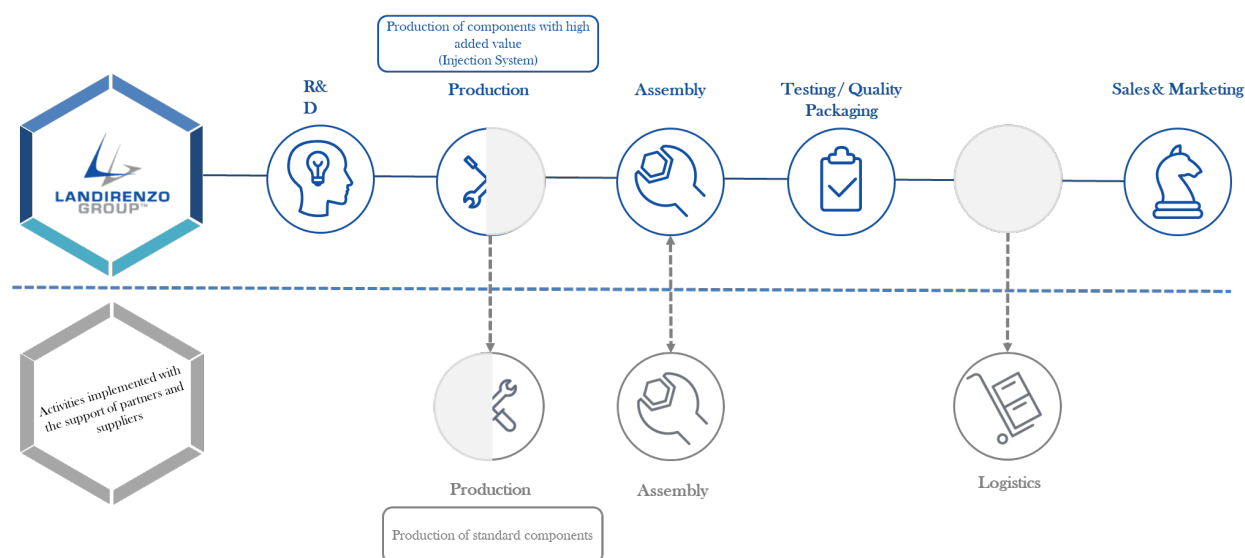 Production of components with high
added value
(Injection System)
R&
D
Production
Assembly
Testing / Quality
Packaging
Sales & Marketing
LANDIRENZO
GROUP™
Activities implemented with
the support of partners and
suppliers
Production
Assembly
Logistics
Production of standard components